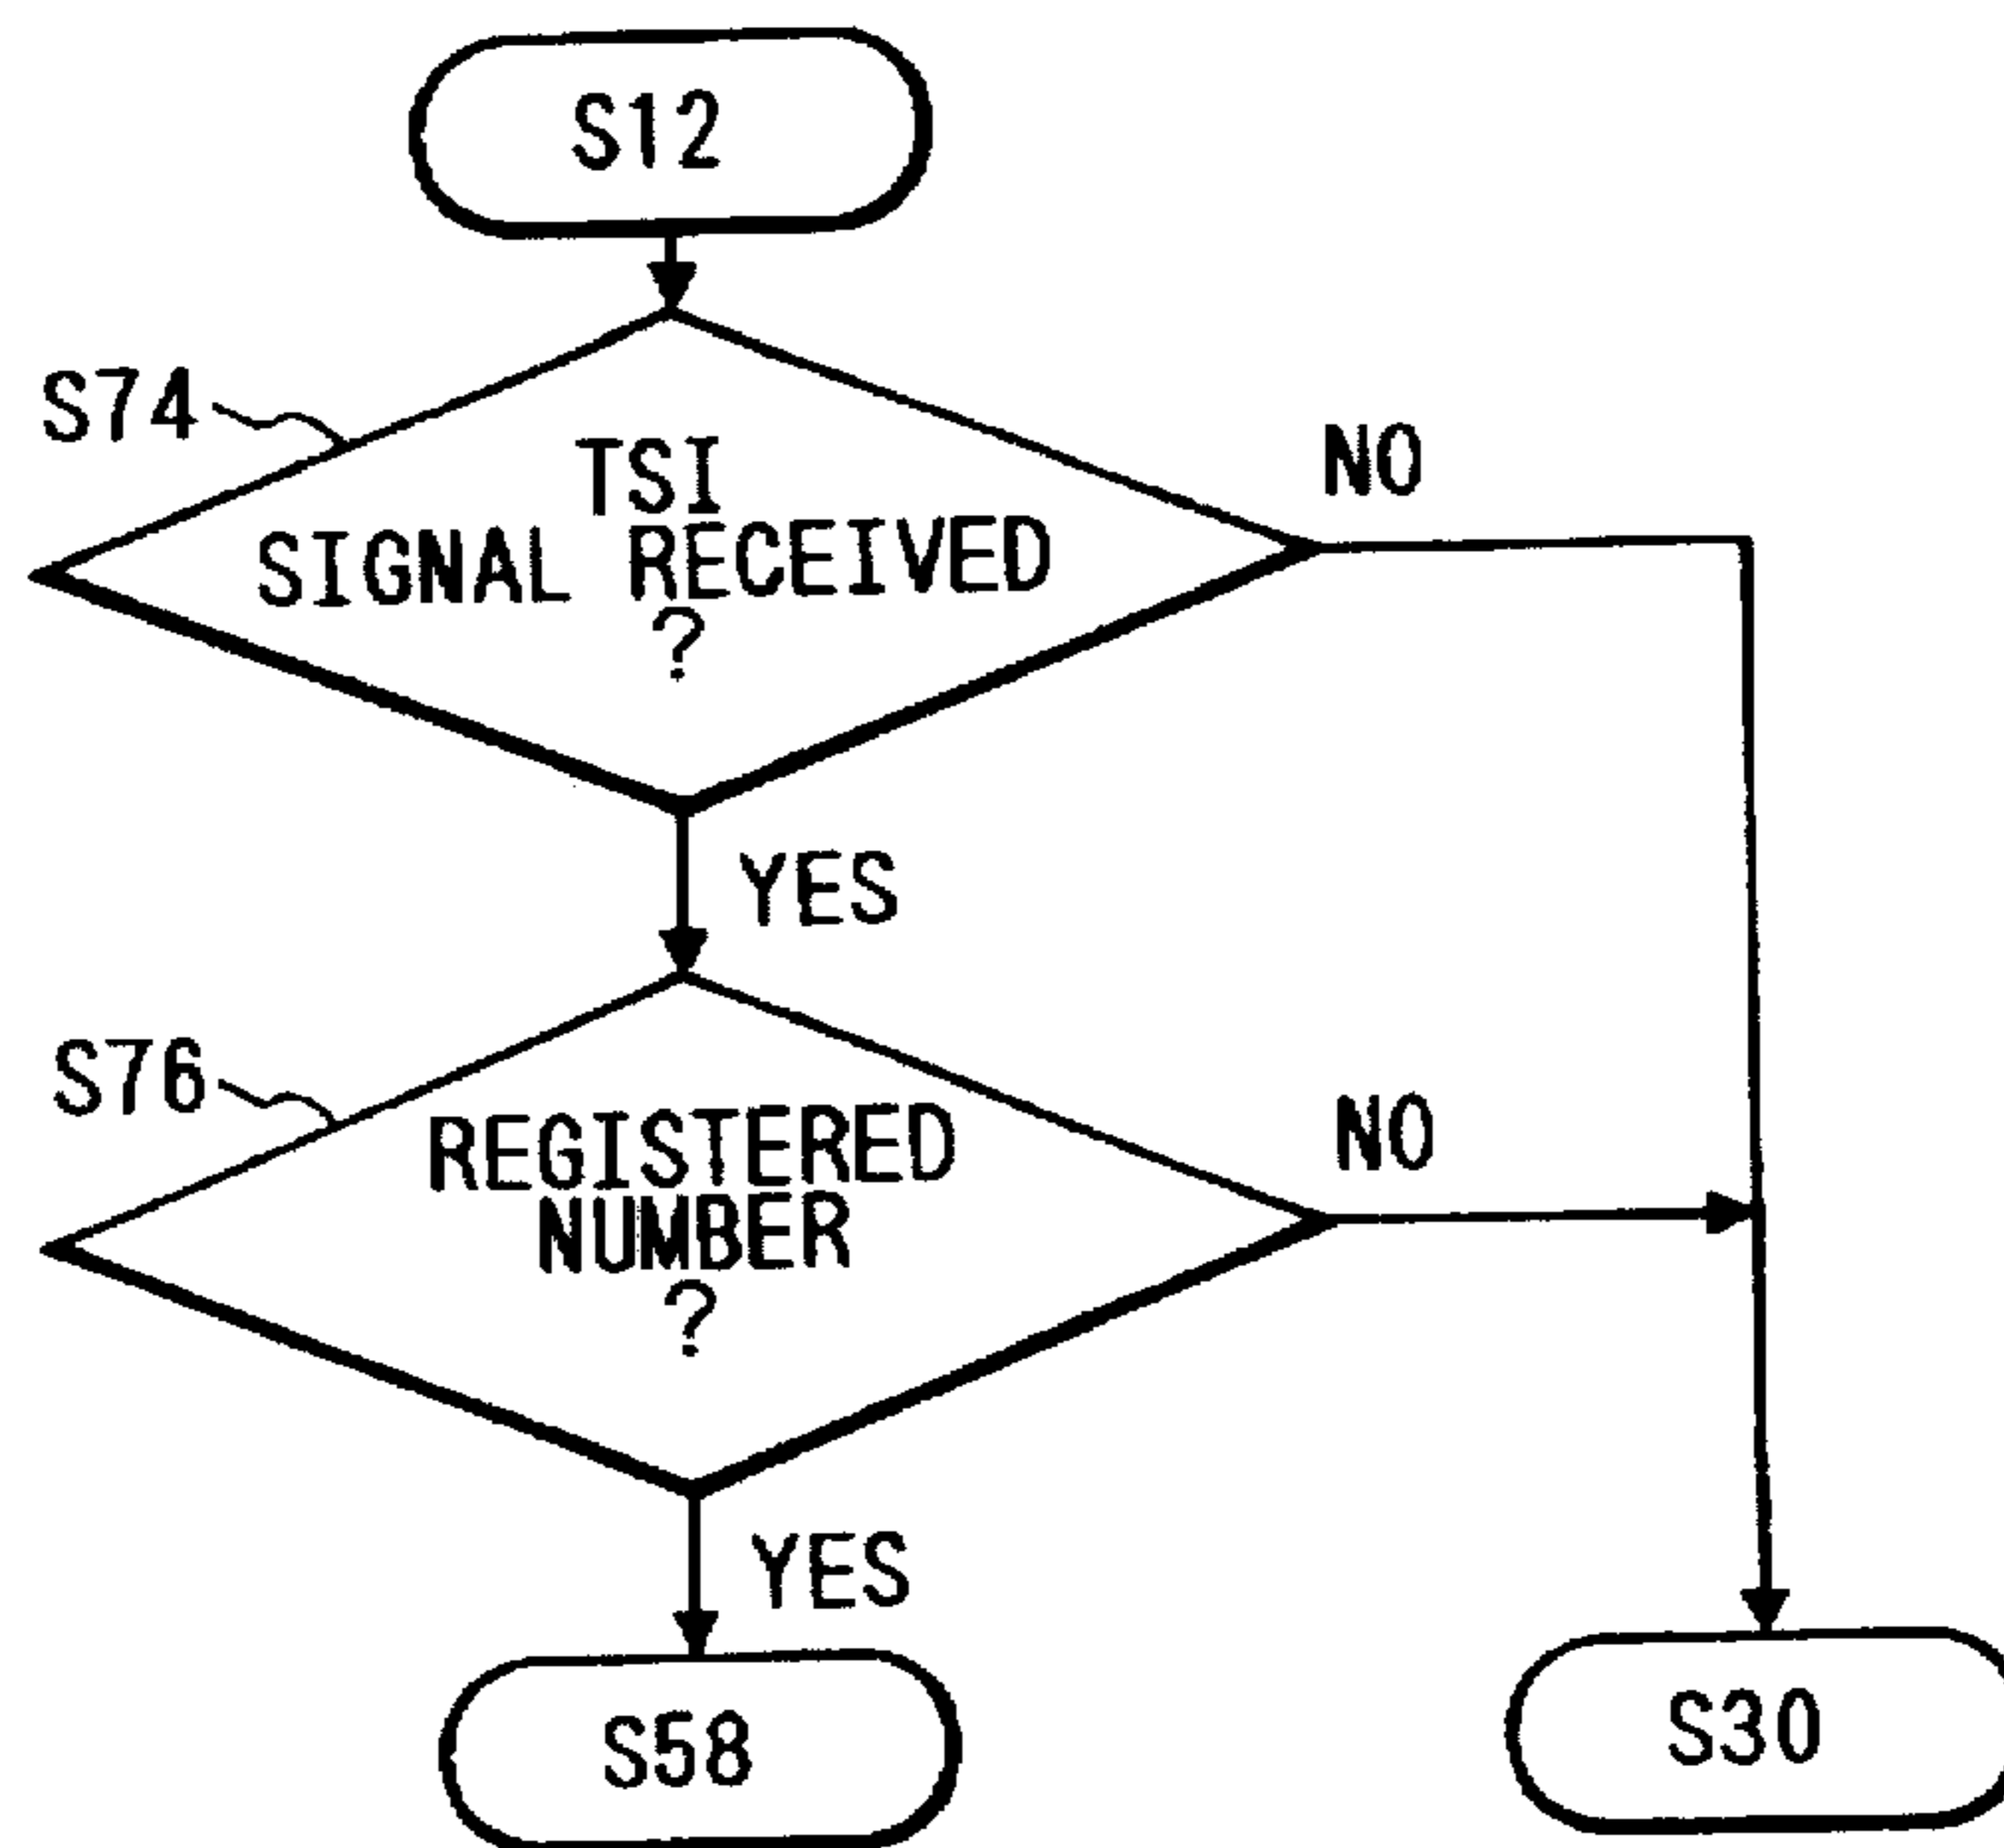 S12
S74
TSI
SIGNAL RECEIVED
?
NO
YES
S76
REGISTERED
NUMBER
?
NO
YES
S58
S30